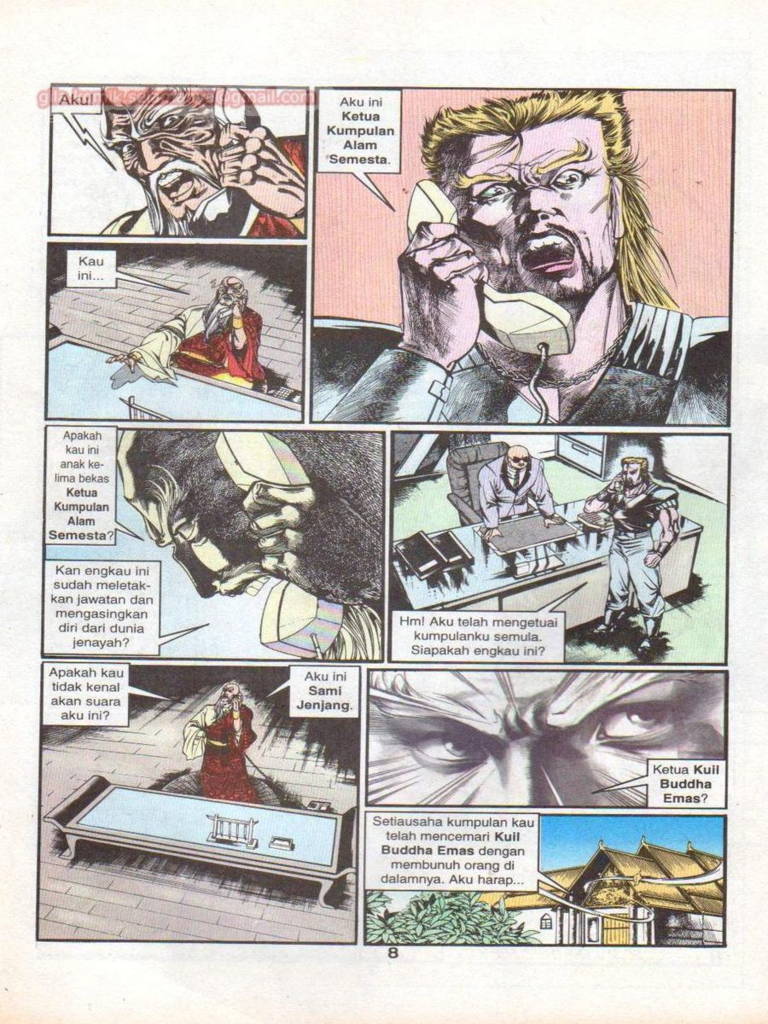 Aku!
Aku ini
Ketua
Kumpulan
Alam
Semesta.
Kau
ini...
Apakah
kau ini
anak ke-
lima bekas
Ketua
Kumpulan
Alam
Semesta?
Kan engkau ini
sudah meletak-
kan jawatan dan
mengasingkan
diri dari dunia
jenayah?
Hm! Aku telah mengetuai
kumpulanku semula.
Siapakah engkau ini?
Apakah kau
tidak kenal
akan suara
aku ini?
Aku ini
Sami
Jenjang.
Ketua Kuil
Buddha
Emas?
Setiausaha kumpulan kau
telah mencemari Kuil
Buddha Emas dengan
membunuh orang di
dalamnya. Aku harap...
8